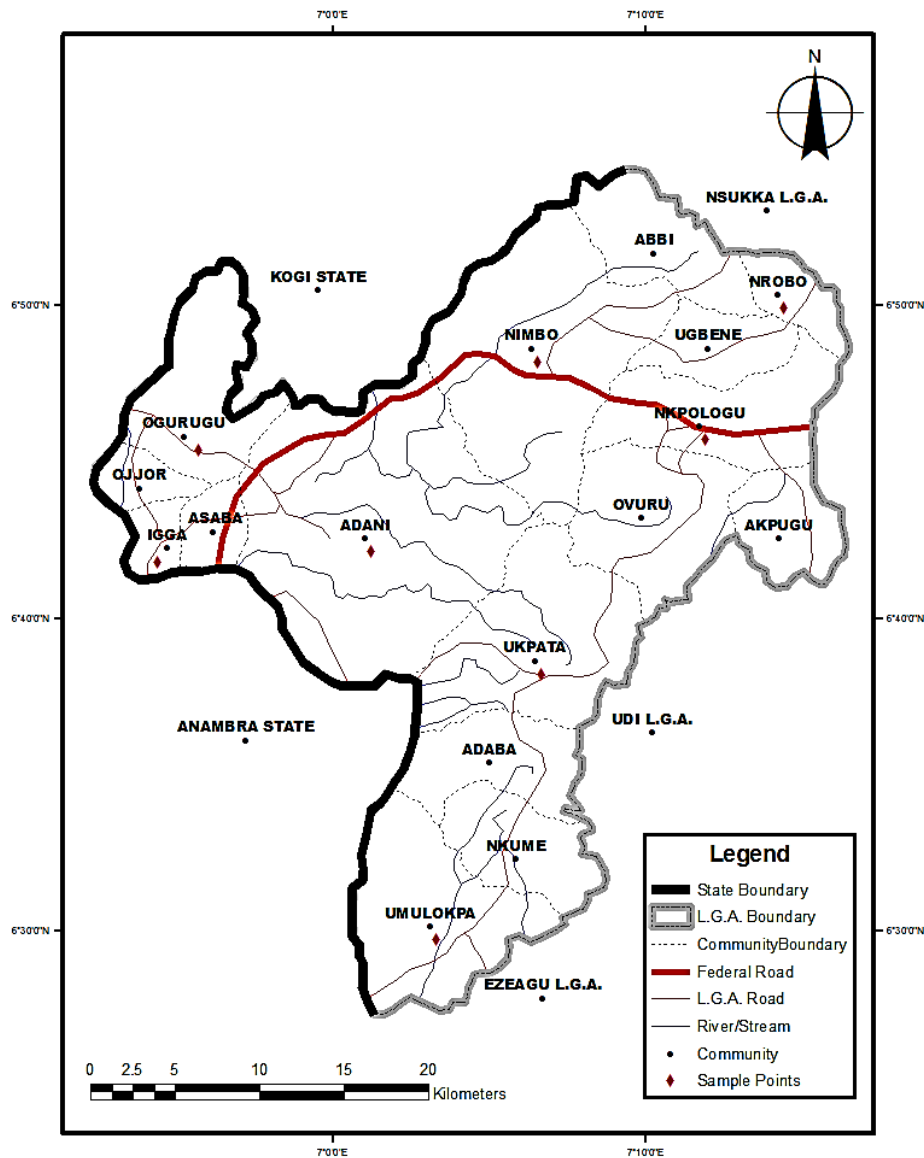 7°0'0"E
7°10'0"E
N
NSUKKA L.G.A.
ABBI
KOGI STATE
NROBO
6°50'0"N
6°50'0"N
NIMBO
UGBENE
NKPOLOGU
OGURUGU
OJJOR
OVURU
ASABA
ADANI
AKPUGU
IGGA
6°40'0"N
6°40'0"N
UKPATA
ANAMBRA STATE
UDI L.G.A.
ADABA
NKUME
Legend
State Boundary
L.G.A. Boundary
CommunityBoundary
Federal Road
L.G.A. Road
River/Stream
Community
Sample Points
UMULOKPA
6°30'0"N
6°30'0"N
EZEAGU L.G.A.
0 2.5 5 10 15 20
Kilometers
7°0'0"E
7°10'0"E